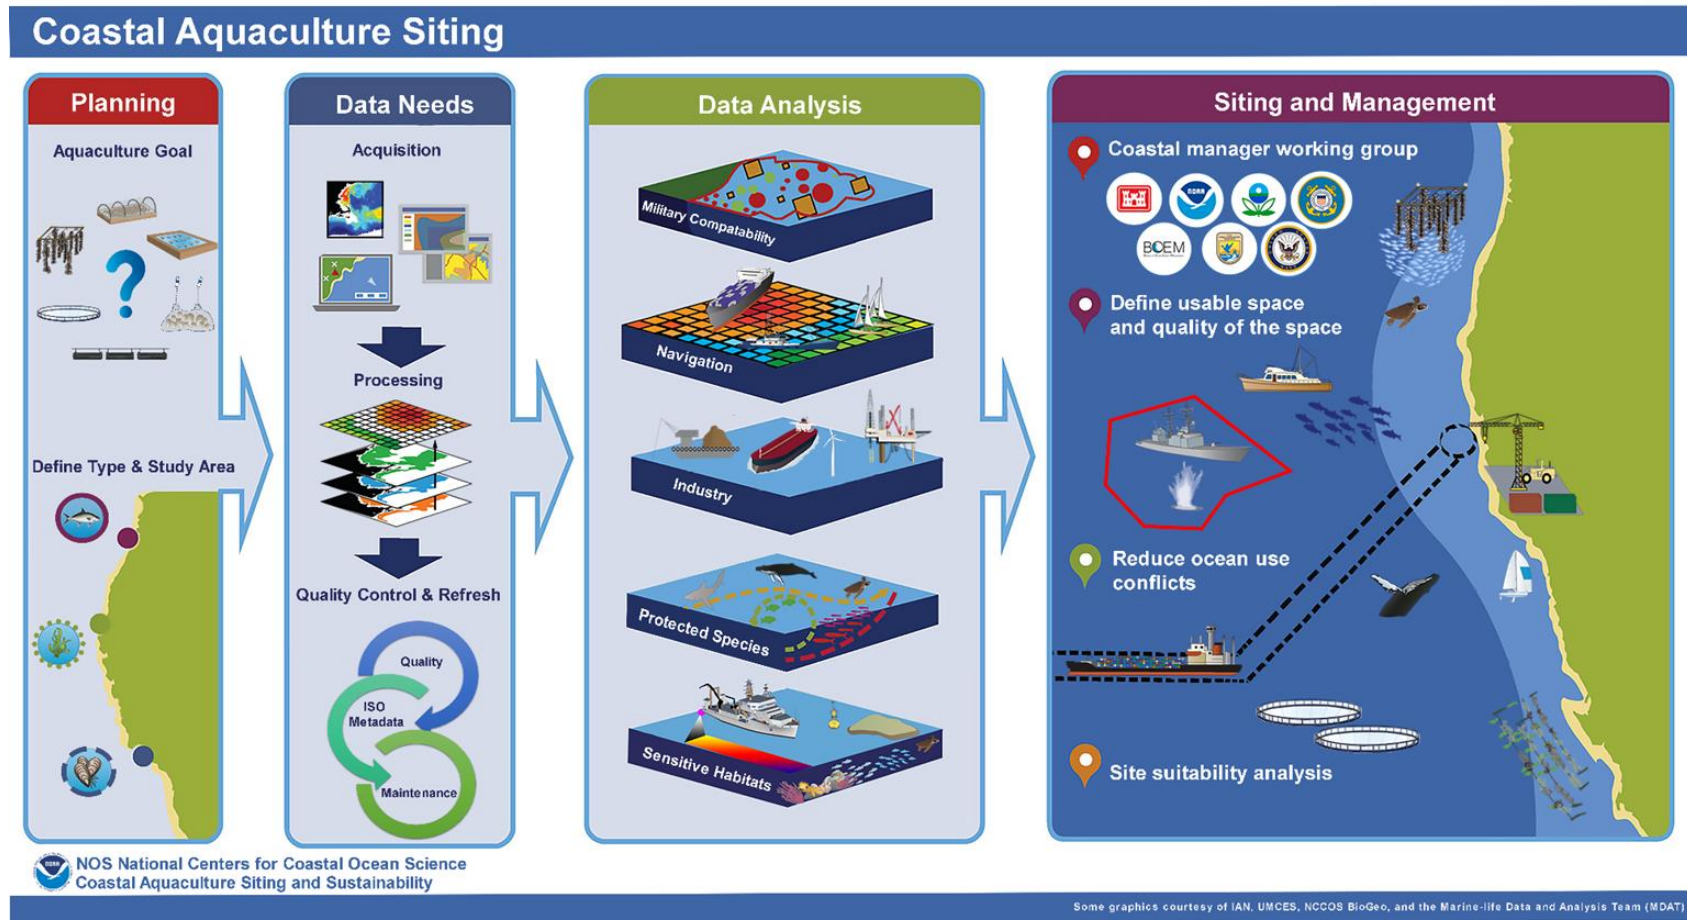 Coastal Aquaculture Siting
Planning
Aquaculture Goal
Define Type & Study Area
Data Needs
Acquisition
Processing
Quality Control & Refresh
Quality
ISO
Metadata
Maintenance
Data Analysis
Military Compatability
Navigation
Industry
Protected Species
Sensitive Habitats
Siting and Management
Coastal manager working group
NOAA
BOEM
Define usable space
and quality of the space
Reduce ocean use
conflicts
Site suitability analysis
NOAA
NOS National Centers for Coastal Ocean Science
Coastal Aquaculture Siting and Sustainability
Some graphics courtesy of IAN, UMCES, NCCOS BioGeo, and the Marine-life Data and Analysis Team (MDAT)